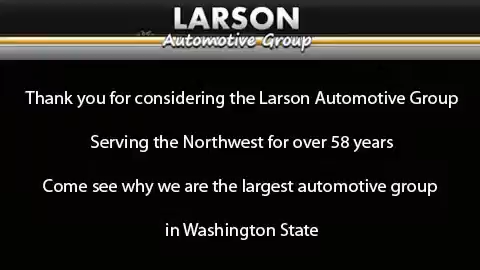 LARSON
Automotive Group
Thank you for considering the Larson Automotive Group
Serving the Northwest for over 58 years
Come see why we are the largest automotive group
in Washington State